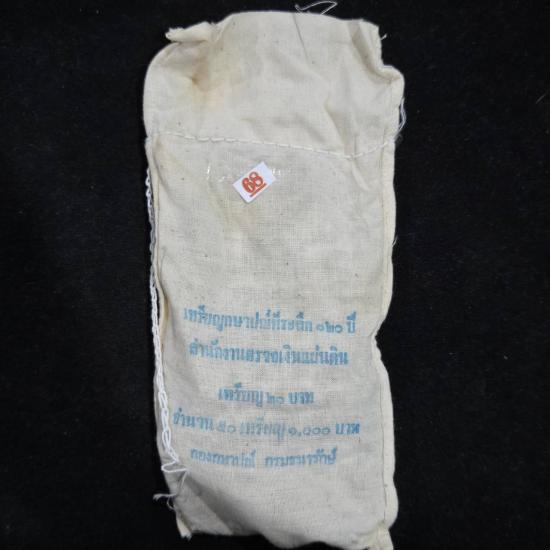 68
เหรียญกษาปณ์ที่ระลึก ๑๒๐ ปี
สำนักงานตรวจเงินแผ่นดิน
เหรียญ ๒๐ บาท
จำนวน ๕๐ เหรียญ ๑,๐๐๐ บาท
กองกษาปณ์ กรมธนารักษ์